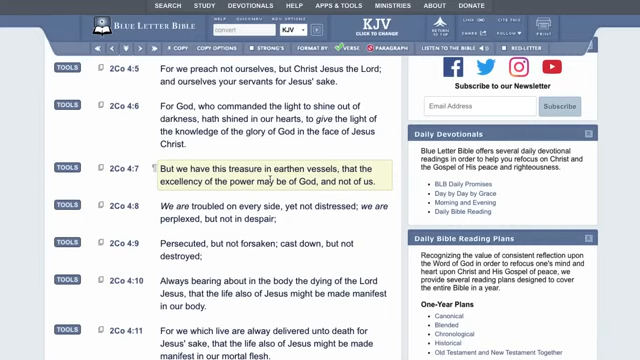 SEARCH STUDY DEVOTIONALS HELP APPS & TOOLS MINISTRIES ABOUT DONATE
BLUE LETTER BIBLE
convert
KJV
KJV
CLICK TO CHANGE
RETURN TO TOP
LINK
CITE THIS
SHARE
PRINT
COPY COPY OPTIONS STRONG'S FORMAT BY VERSE PARAGRAPH LISTEN TO THE BIBLE RED-LETTER
TOOLS 2Co 4:5 For we preach not ourselves, but Christ Jesus the Lord;
and ourselves your servants for Jesus' sake.
TOOLS 2Co 4:6 For God, who commanded the light to shine out of
darkness, hath shined in our hearts, to give the light of
the knowledge of the glory of God in the face of Jesus
Christ.
TOOLS 2Co 4:7 ¶ But we have this treasure in earthen vessels, that the
excellency of the power may be of God, and not of us.
TOOLS 2Co 4:8 We are troubled on every side, yet not distressed; we are
perplexed, but not in despair;
TOOLS 2Co 4:9 Persecuted, but not forsaken; cast down, but not
destroyed;
TOOLS 2Co 4:10 Always bearing about in the body the dying of the Lord
Jesus, that the life also of Jesus might be made manifest
in our body.
TOOLS 2Co 4:11 For we which live are alway delivered unto death for
Jesus' sake, that the life also of Jesus might be made
manifest in our mortal flesh.
Subscribe to our Newsletter
Email Address
Subscribe
Daily Devotionals
Blue Letter Bible offers several daily
devotional readings in order to help you refocus on Christ and
the Gospel of His peace and righteousness.
BLB Daily Promises
Day by Day by Grace
Morning and Evening
Daily Bible Reading Plans
Recognizing the value of consistent reflection upon
the Word of God in order to refocus one's mind and
heart upon Christ and His Gospel of peace, we
provide several reading plans designed to cover
the entire Bible in a year.
One-Year Plans
Canonical
Blended
Chronological
Historical
Old Testament and New Testament Together